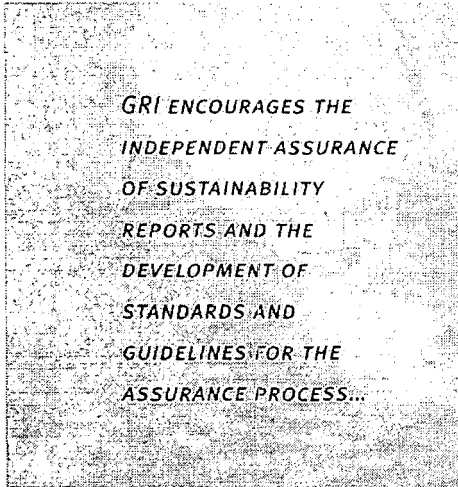 GRI ENCOURAGES THE
INDEPENDENT ASSURANCE
OF SUSTAINABILITY
REPORTS AND THE
DEVELOPMENT OF
STANDARDS AND
GUIDELINES FOR THE
ASSURANCE PROCESS...